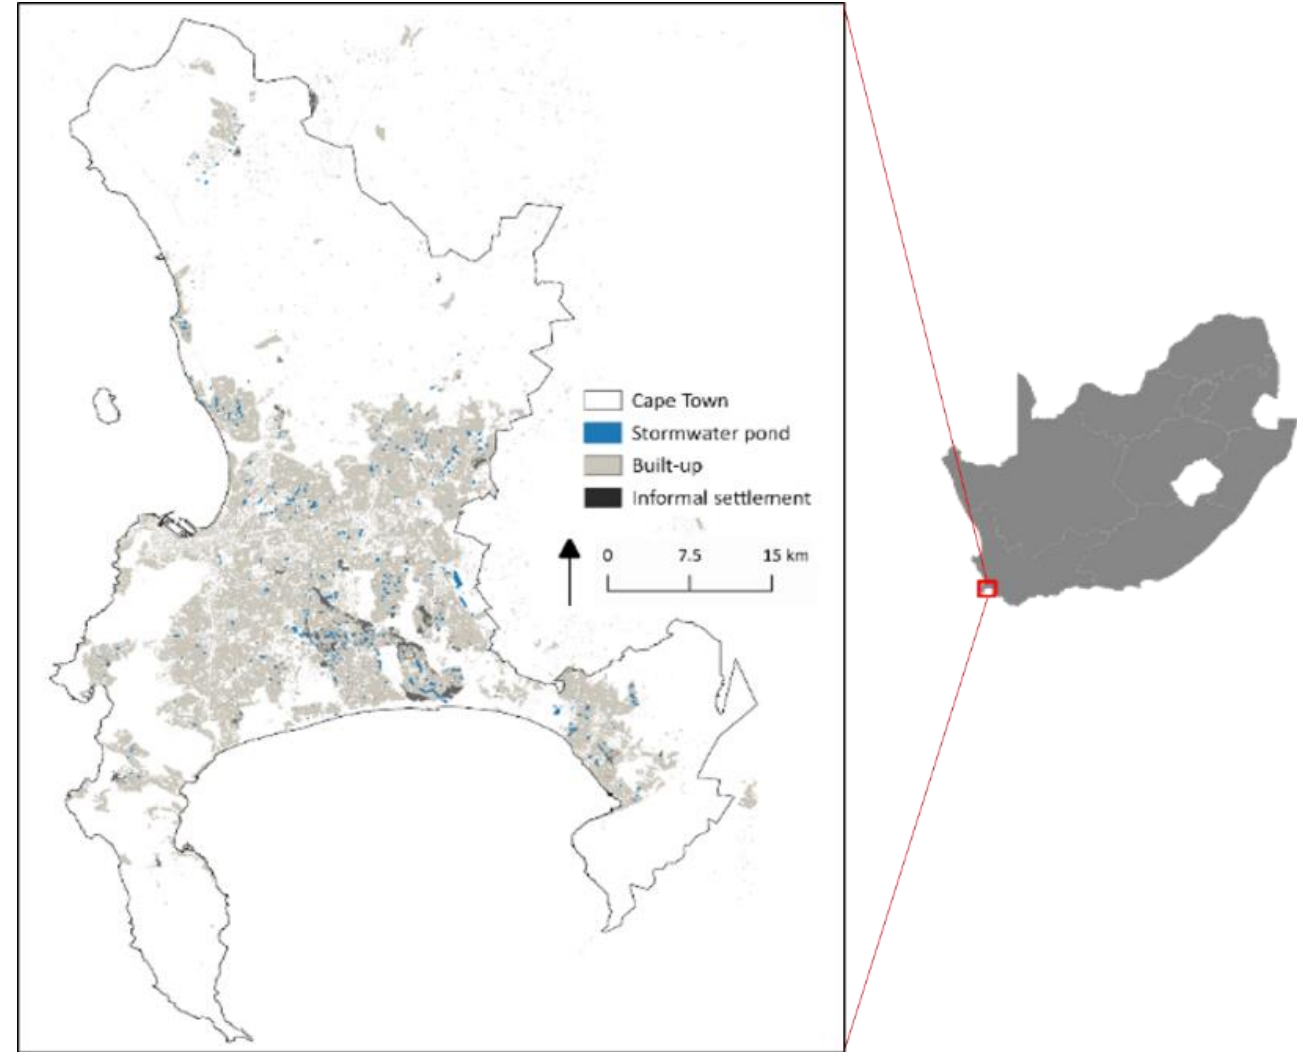 Cape Town
Stormwater pond
Built-up
Informal settlement
0 7.5 15 km